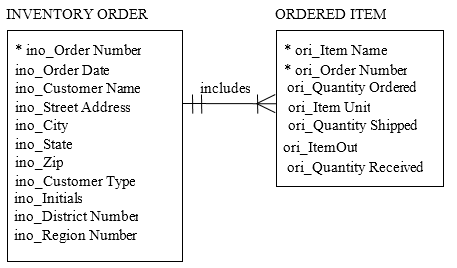 INVENTORY ORDER
* ino_Order Number
ino_Order Date
ino_Customer Name
ino_Street Address
ino_City
ino_State
ino_Zip
ino_Customer Type
ino_Initials
ino_District Number
ino_Region Number
includes
ORDERED ITEM
* ori_Item Name
* ori_Order Number
ori_Quantity Ordered
ori_Item Unit
ori_Quantity Shipped
ori_ItemOut
ori_Quantity Received